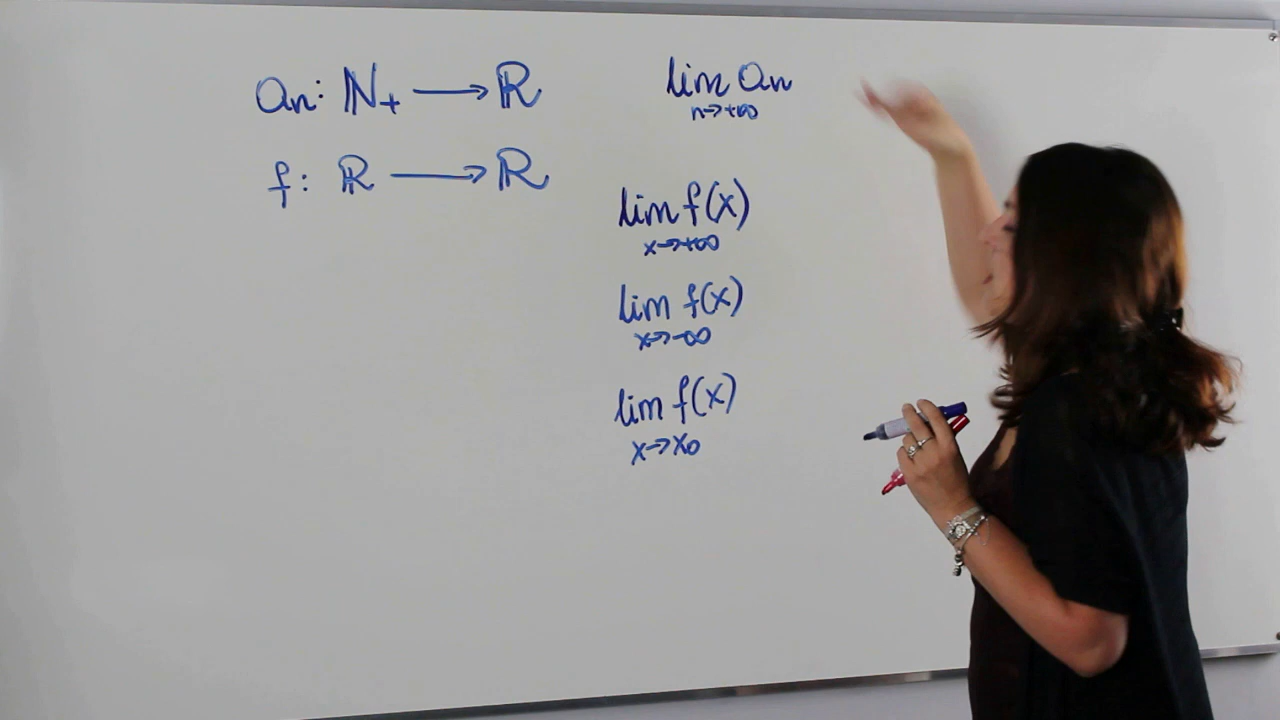 an: ℕ+ ⟶ ℝ
f: ℝ ⟶ ℝ
lim an
n→+∞
lim f(x)
x→+∞
lim f(x)
x→-∞
lim f(x)
x→x0